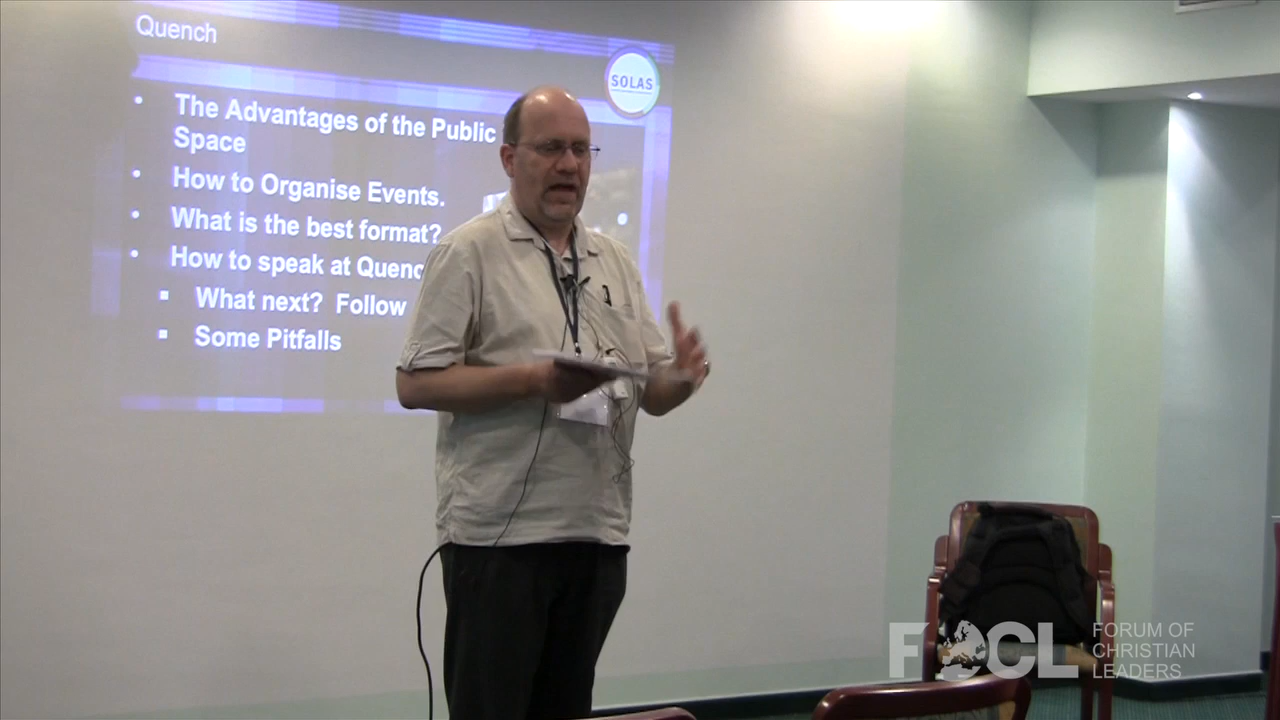 Quench
SOLAS
• The Advantages of the Public
Space
• How to Organise Events.
• What is the best format?
• How to speak at Quenc
▪ What next? Follow
▪ Some Pitfalls
FOCL
FORUM OF
CHRISTIAN
LEADERS